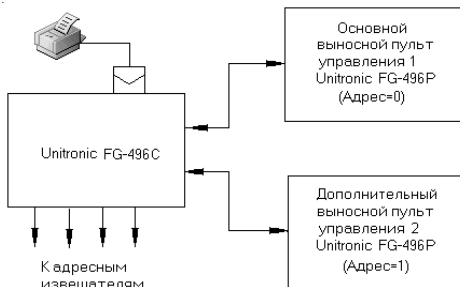 Основной
выносной пульт
управления 1
Unitronic FG-496P
(Адрес=0)
Unitronic FG-496C
Дополнительный
выносной пульт
управления 2
Unitronic FG-496P
(Адрес=1)
К адресным
извещателям